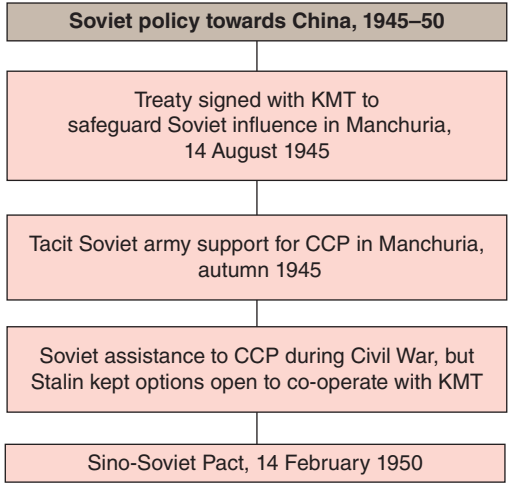 Soviet policy towards China, 1945–50
Treaty signed with KMT to
safeguard Soviet influence in Manchuria,
14 August 1945
Tacit Soviet army support for CCP in Manchuria,
autumn 1945
Soviet assistance to CCP during Civil War, but
Stalin kept options open to co-operate with KMT
Sino-Soviet Pact, 14 February 1950